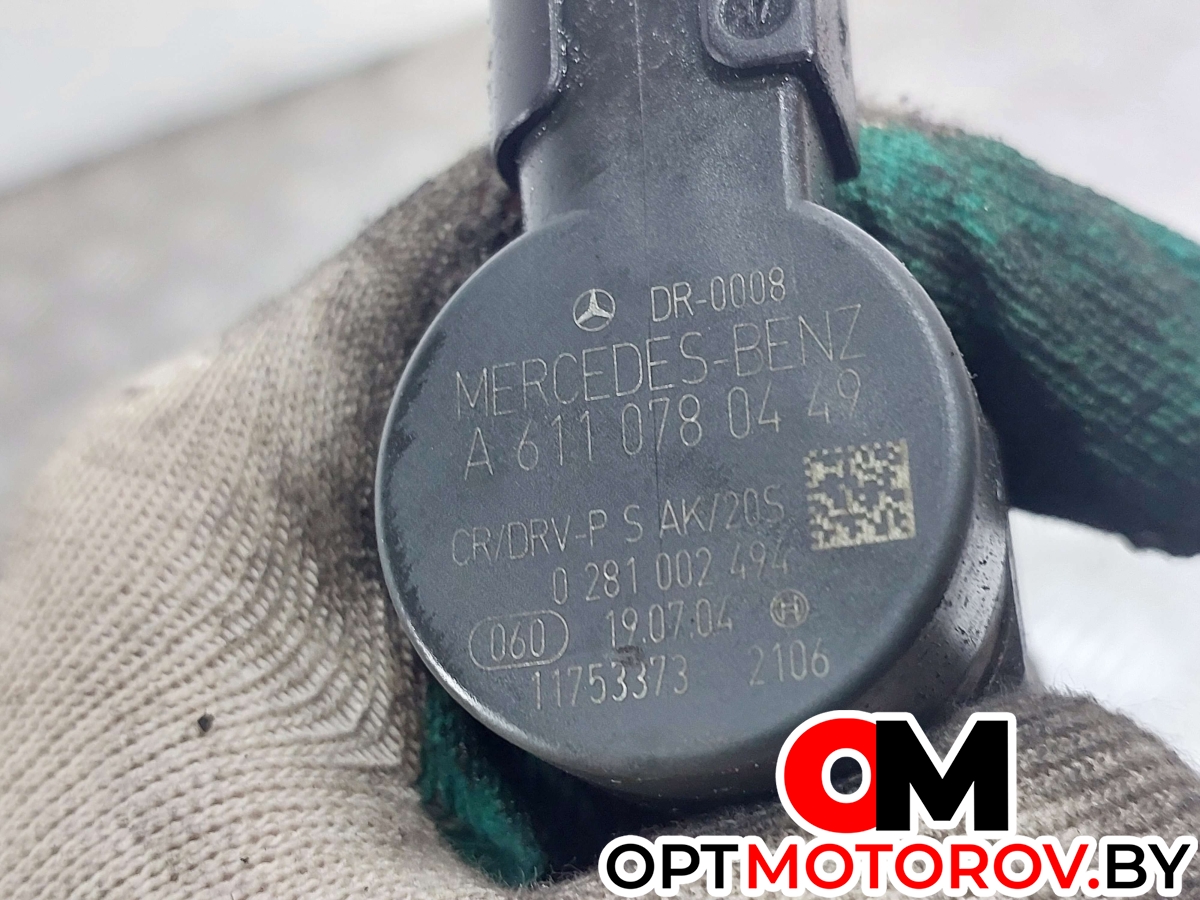 DR-0008
MERCEDES-BENZ
A 611 078 04 49
CR/DRV-P S AK/20S
0 281 002 494
060 19.07.04
11753373 2106
OM
OPTMOTOROV.BY